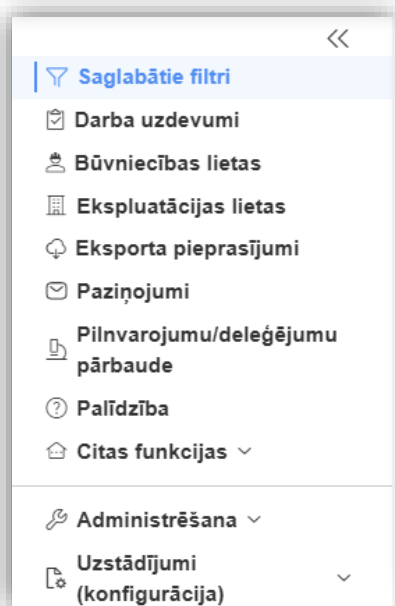 Saglabātie filtri
Darba uzdevumi
Būvniecības lietas
Ekspluatācijas lietas
Eksporta pieprasījumi
Paziņojumi
Pilnvarojumu/deleģējumu
pārbaude
Palīdzība
Citas funkcijas
Administrēšana
Uzstādījumi
(konfigurācija)